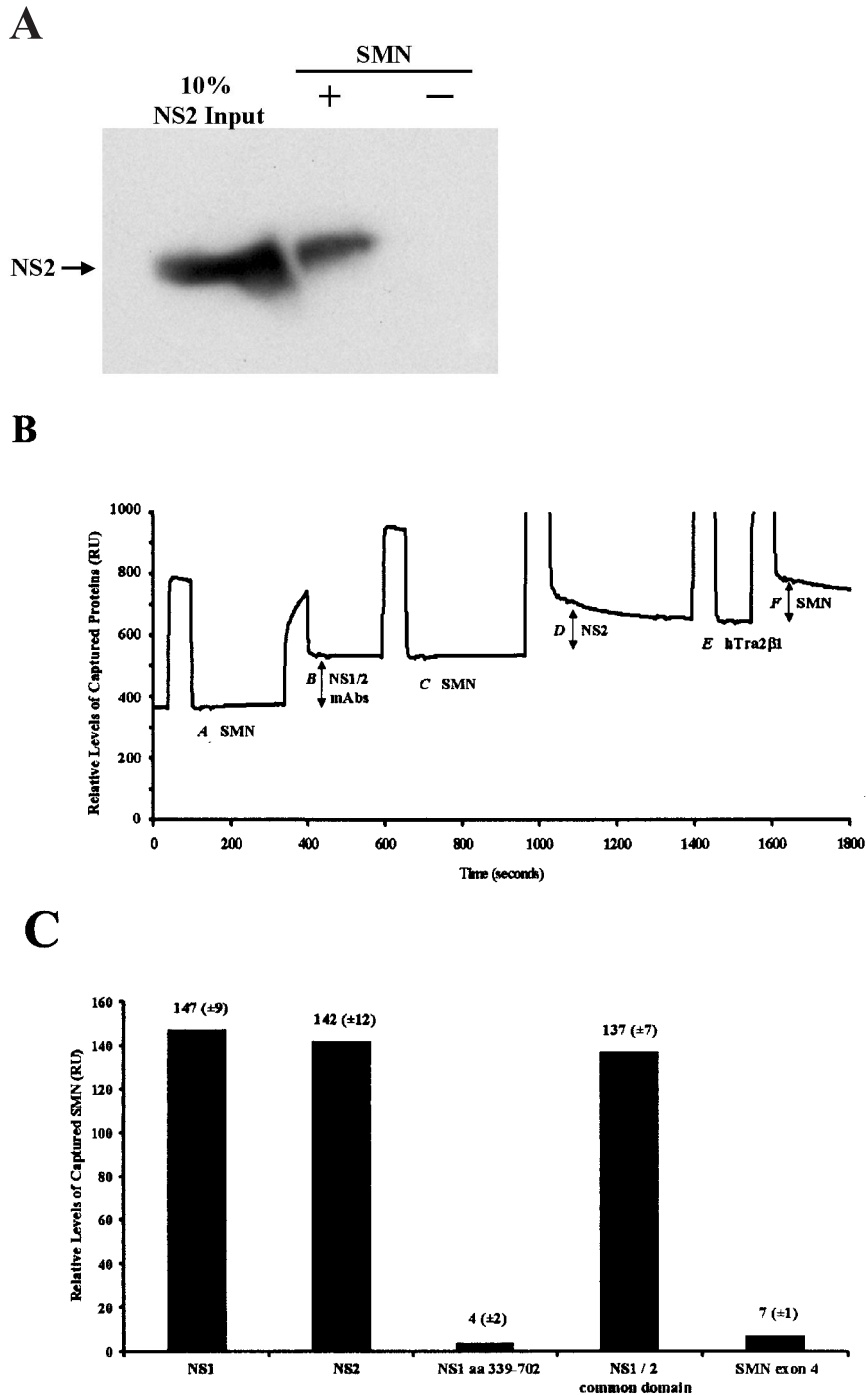 A
SMN
10%
NS2 Input
+ —
NS2
B
Relative Levels of Captured Proteins (RU)
1000
800
600
400
200
0
A SMN
B NS1/2
mAbs
C SMN
D NS2
E hTra2β1
F SMN
0 200 400 600 800 1000 1200 1400 1600 1800
Time (seconds)
C
Relative Levels of Captured SMN (RU)
160
140
120
100
80
60
40
20
0
147 (±9)
142 (±12)
4 (±2)
137 (±7)
7 (±1)
NS1
NS2
NS1 aa 339-702
NS1 / 2
common domain
SMN exon 4